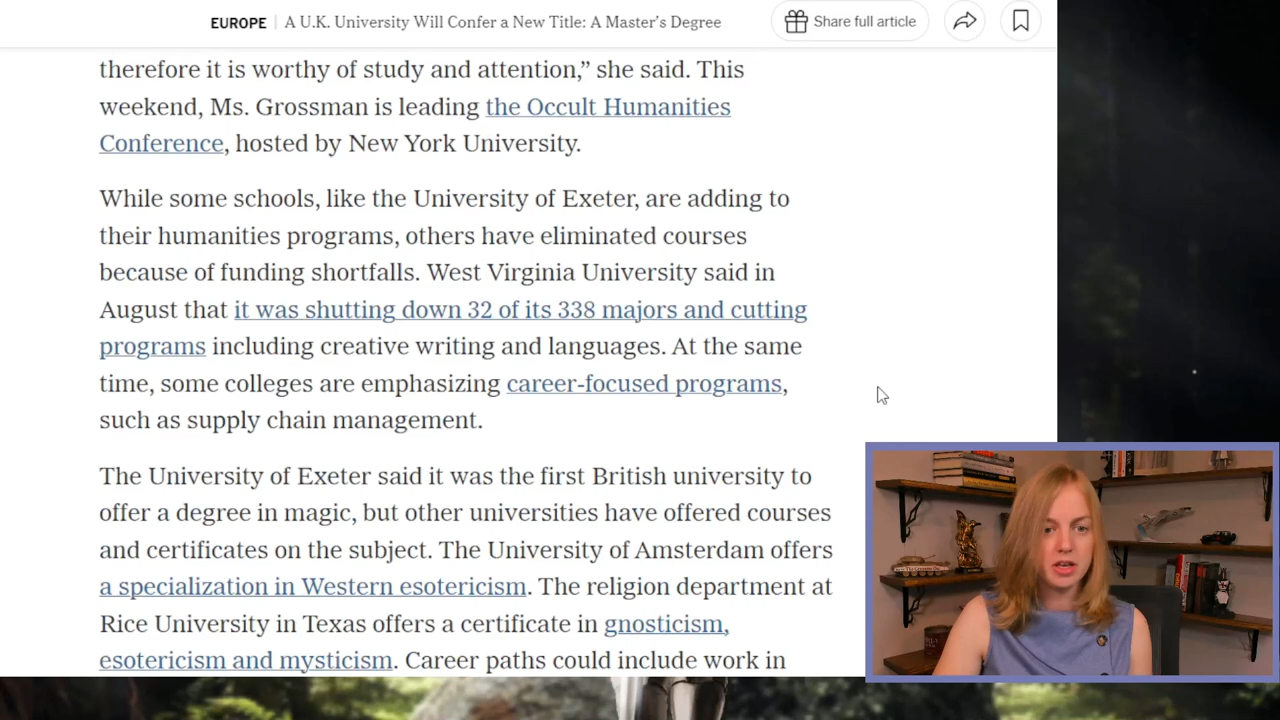 EUROPE | A U.K. University Will Confer a New Title: A Master's Degree
Share full article
therefore it is worthy of study and attention,” she said. This
weekend, Ms. Grossman is leading the Occult Humanities
Conference, hosted by New York University.
While some schools, like the University of Exeter, are adding to
their humanities programs, others have eliminated courses
because of funding shortfalls. West Virginia University said in
August that it was shutting down 32 of its 338 majors and cutting
programs including creative writing and languages. At the same
time, some colleges are emphasizing career-focused programs,
such as supply chain management.
The University of Exeter said it was the first British university to
offer a degree in magic, but other universities have offered courses
and certificates on the subject. The University of Amsterdam offers
a specialization in Western esotericism. The religion department at
Rice University in Texas offers a certificate in gnosticism,
esotericism and mysticism. Career paths could include work in